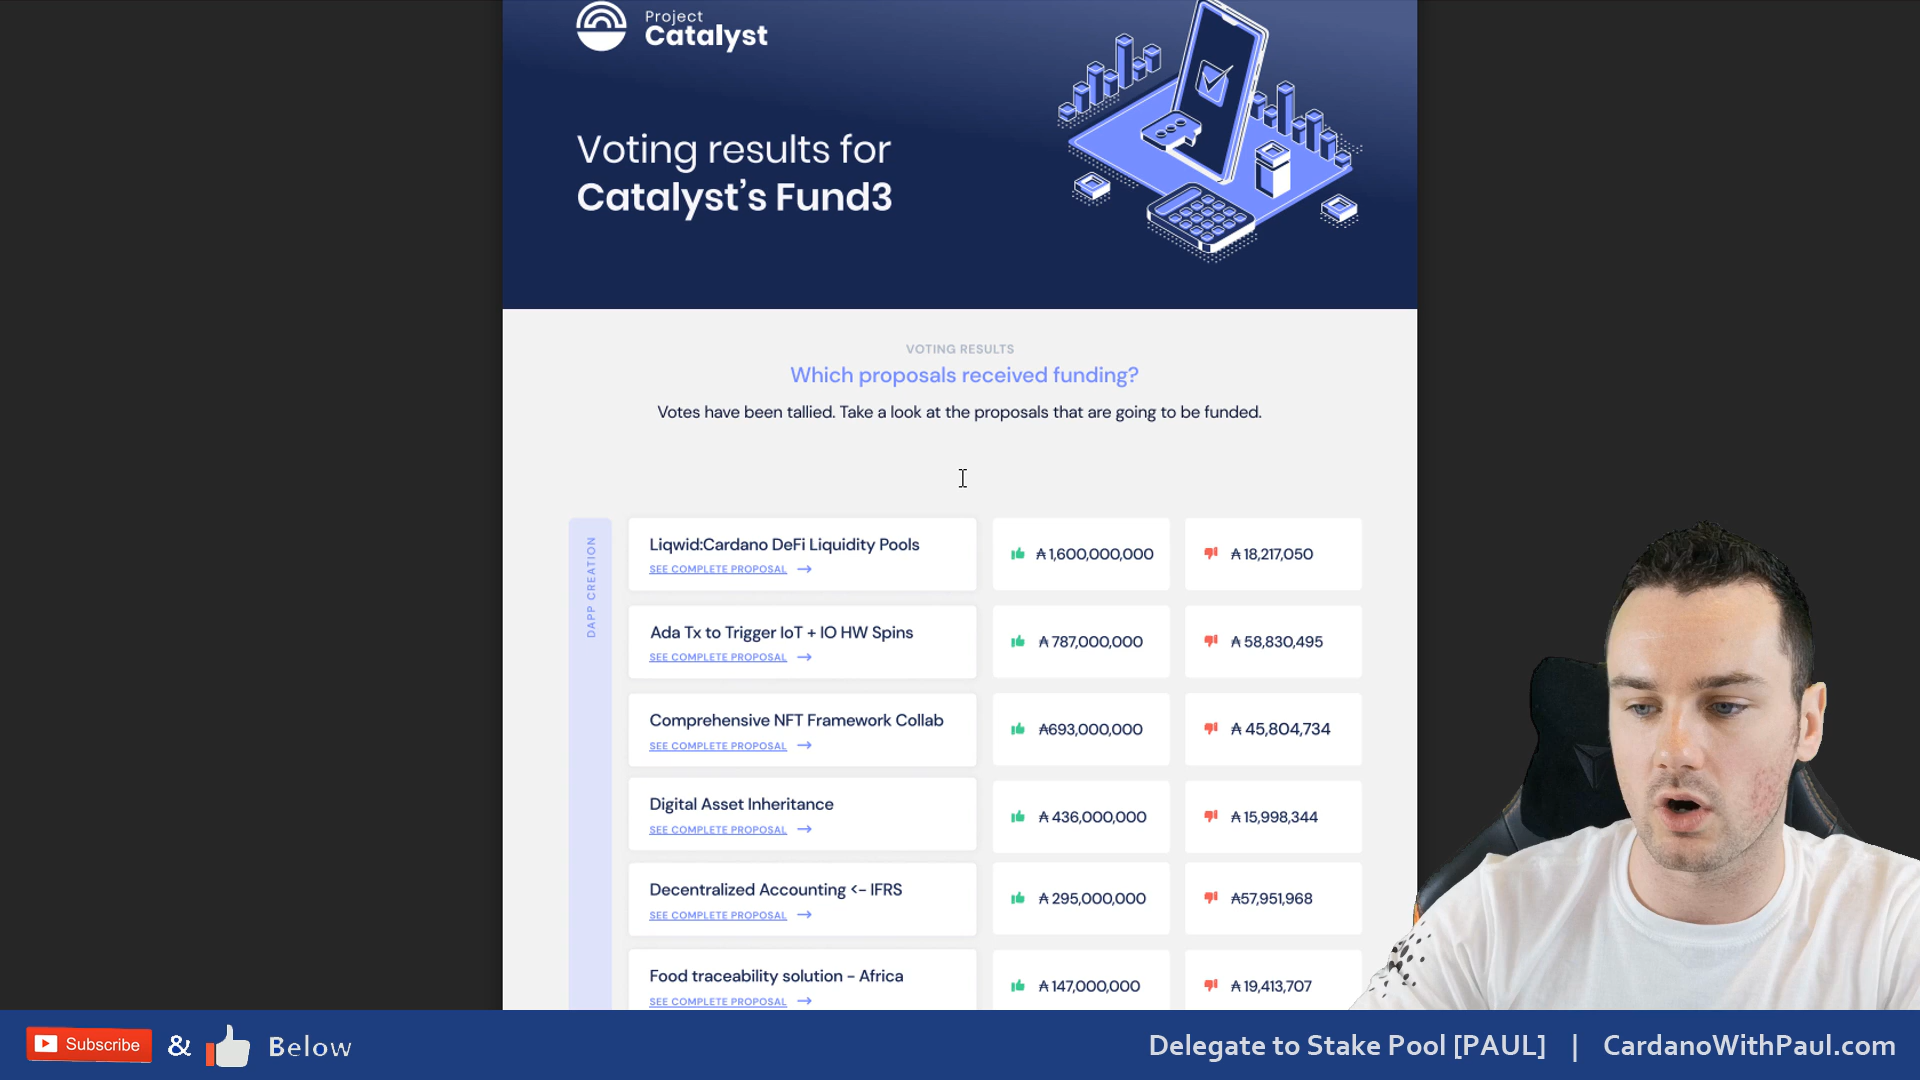 Project
Catalyst
Voting results for
Catalyst's Fund3
VOTING RESULTS
Which proposals received funding?
Votes have been tallied. Take a look at the proposals that are going to be funded.
DAPP CREATION
Liqwid:Cardano DeFi Liquidity Pools
SEE COMPLETE PROPOSAL →
₳ 1,600,000,000
₳ 18,217,050
Ada Tx to Trigger IoT + IO HW Spins
SEE COMPLETE PROPOSAL →
₳ 787,000,000
₳ 58,830,495
Comprehensive NFT Framework Collab
SEE COMPLETE PROPOSAL →
₳693,000,000
₳ 45,804,734
Digital Asset Inheritance
SEE COMPLETE PROPOSAL →
₳ 436,000,000
₳ 15,998,344
Decentralized Accounting <- IFRS
SEE COMPLETE PROPOSAL →
₳ 295,000,000
₳57,951,968
Food traceability solution - Africa
SEE COMPLETE PROPOSAL →
₳ 147,000,000
₳ 19,413,707
Subscribe & Below
Delegate to Stake Pool [PAUL] | CardanoWithPaul.com